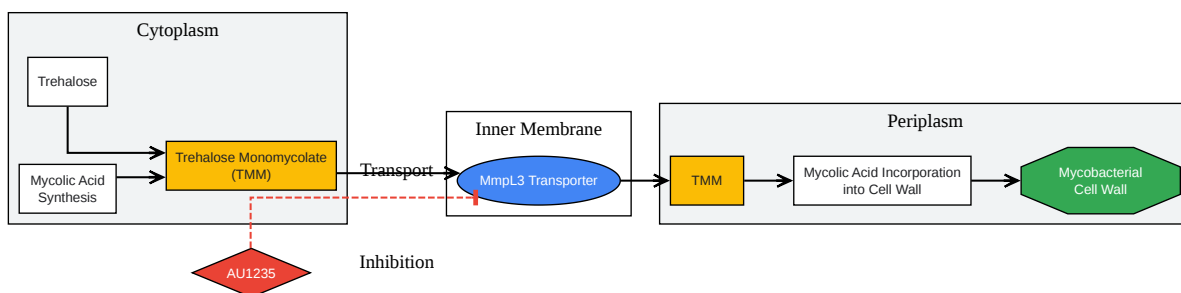 Cytoplasm
Trehalose
Mycolic Acid
Synthesis
Trehalose Monomycolate
(TMM)
Transport
Inner Membrane
MmpL3 Transporter
Periplasm
TMM
Mycolic Acid Incorporation
into Cell Wall
Mycobacterial
Cell Wall
AU1235
Inhibition